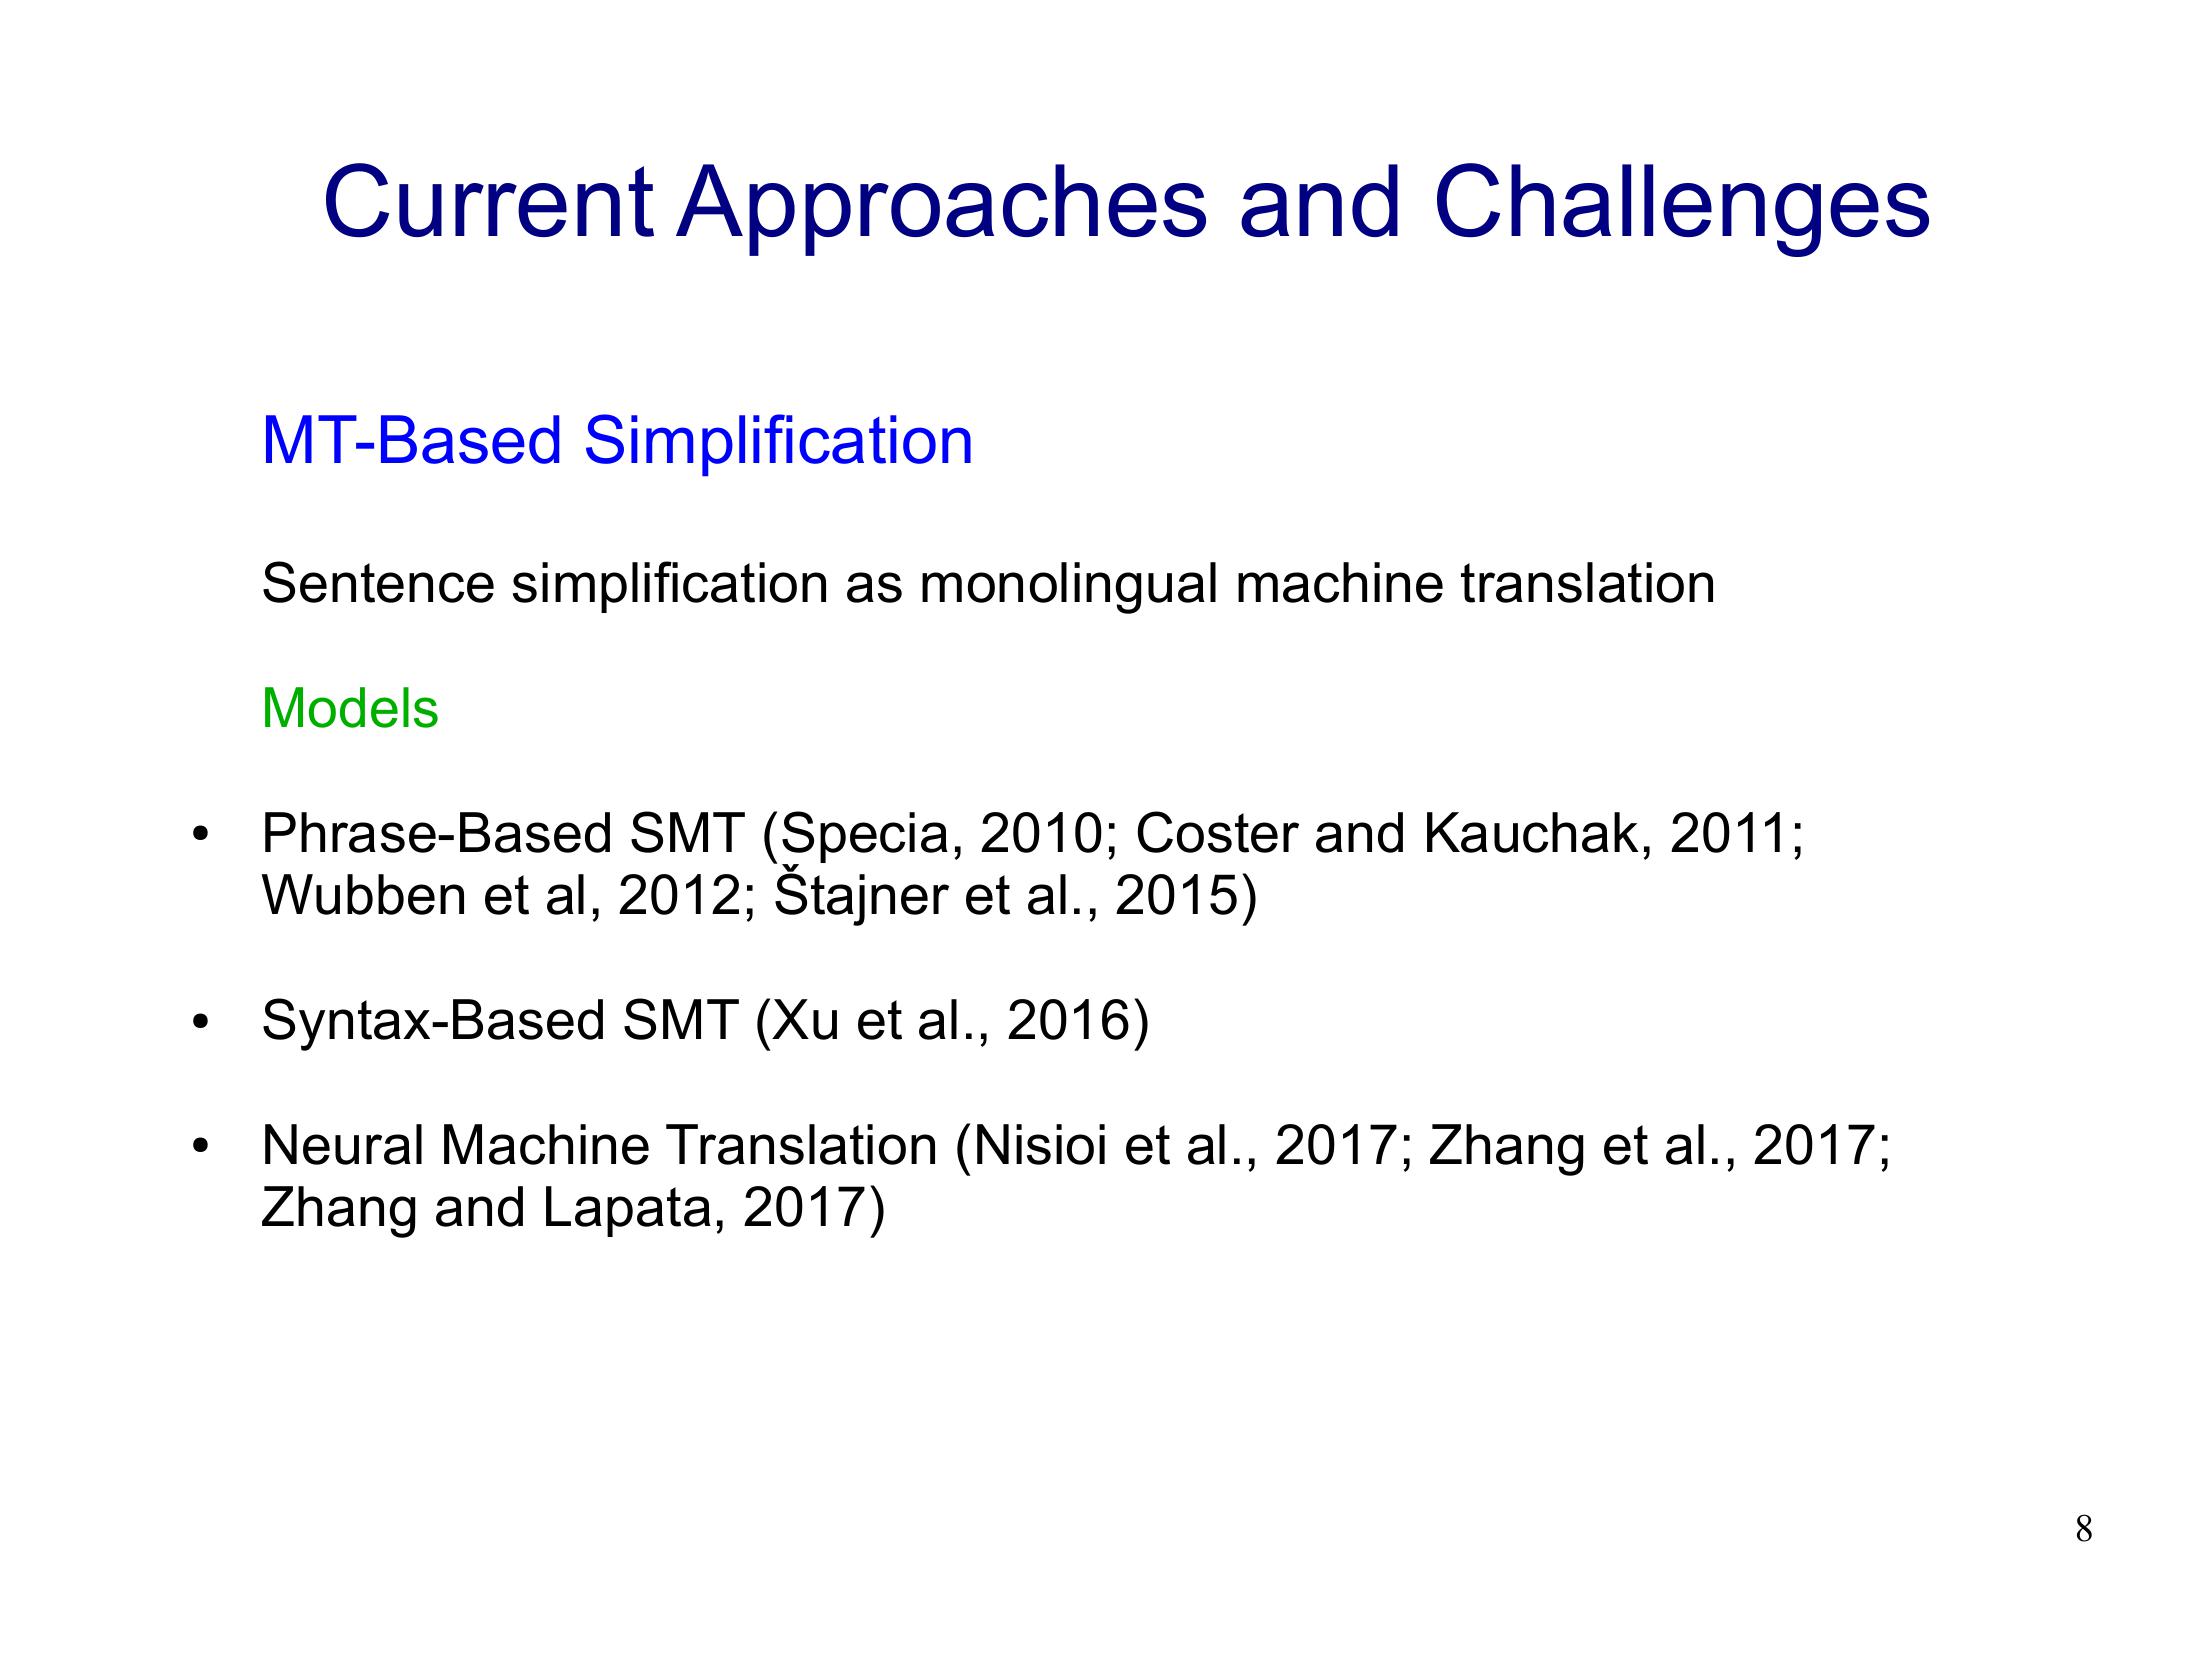 Current Approaches and Challenges
MT-Based Simplification
Sentence simplification as monolingual machine translation
Models
• Phrase-Based SMT (Specia, 2010; Coster and Kauchak, 2011;
Wubben et al, 2012; Štajner et al., 2015)
• Syntax-Based SMT (Xu et al., 2016)
• Neural Machine Translation (Nisioi et al., 2017; Zhang et al., 2017;
Zhang and Lapata, 2017)
8